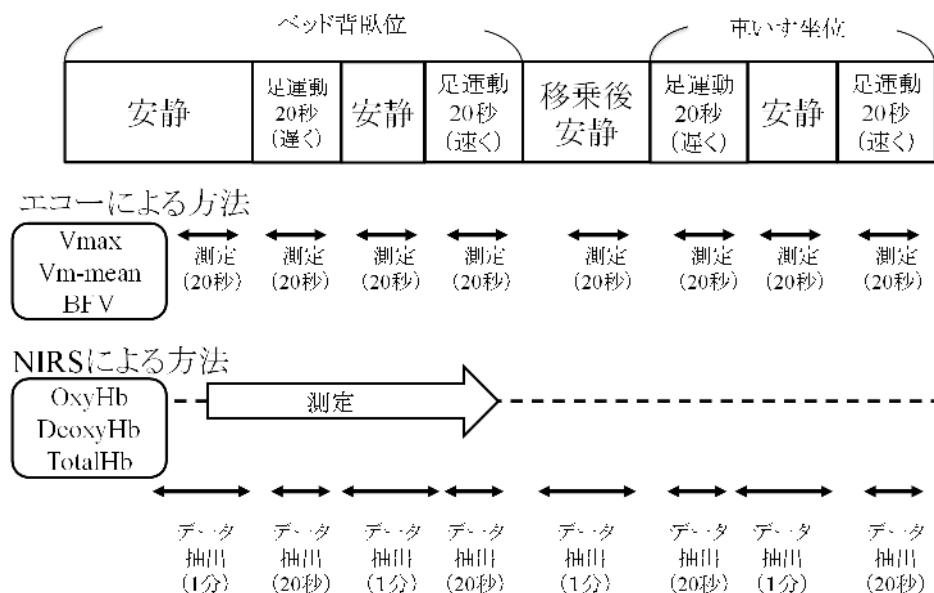 ベッド背臥位
車いす坐位
安静
足運動
20秒
(遅く)
安静
足運動
20秒
(速く)
移乗後
安静
足運動
20秒
(遅く)
安静
足運動
20秒
(速く)
エコーによる方法
Vmax
Vm-mean
BFV
測定
(20秒)
測定
(20秒)
測定
(20秒)
測定
(20秒)
測定
(20秒)
測定
(20秒)
測定
(20秒)
測定
(20秒)
NIRSによる方法
OxyHb
DeoxyHb
TotalHb
測定
データ
抽出
(1分)
データ
抽出
(20秒)
データ
抽出
(1分)
データ
抽出
(20秒)
データ
抽出
(1分)
データ
抽出
(20秒)
データ
抽出
(1分)
データ
抽出
(20秒)